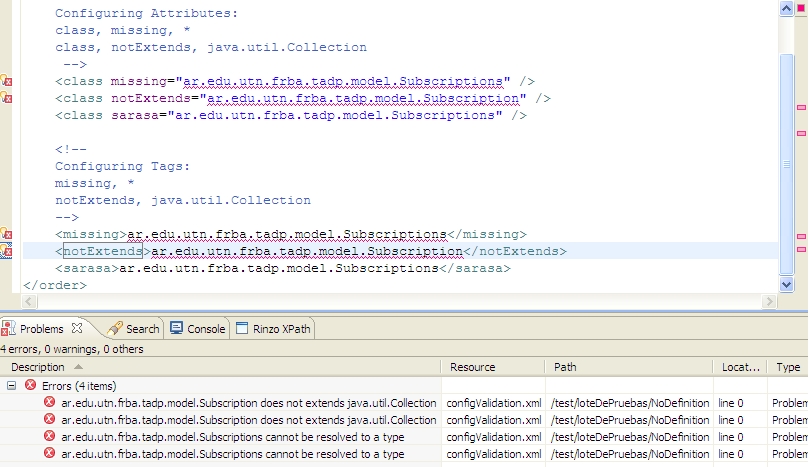 Configuring Attributes:
class, missing, *
class, notExtends, java.util.Collection
-->
<class missing="ar.edu.utn.frba.tadp.model.Subscriptions" />
<class notExtends="ar.edu.utn.frba.tadp.model.Subscription" />
<class sarasa="ar.edu.utn.frba.tadp.model.Subscriptions" />
<!--
Configuring Tags:
missing, *
notExtends, java.util.Collection
-->
<missing>ar.edu.utn.frba.tadp.model.Subscriptions</missing>
<notExtends>ar.edu.utn.frba.tadp.model.Subscription</notExtends>
<sarasa>ar.edu.utn.frba.tadp.model.Subscriptions</sarasa>
</order>
Problems Search Console Rinzo XPath
4 errors, 0 warnings, 0 others
Description Resource Path Locat... Type
Errors (4 items)
ar.edu.utn.frba.tadp.model.Subscription does not extends java.util.Collection configValidation.xml /test/loteDePruebas/NoDefinition line 0 Problem
ar.edu.utn.frba.tadp.model.Subscription does not extends java.util.Collection configValidation.xml /test/loteDePruebas/NoDefinition line 0 Problem
ar.edu.utn.frba.tadp.model.Subscriptions cannot be resolved to a type configValidation.xml /test/loteDePruebas/NoDefinition line 0 Problem
ar.edu.utn.frba.tadp.model.Subscriptions cannot be resolved to a type configValidation.xml /test/loteDePruebas/NoDefinition line 0 Problem